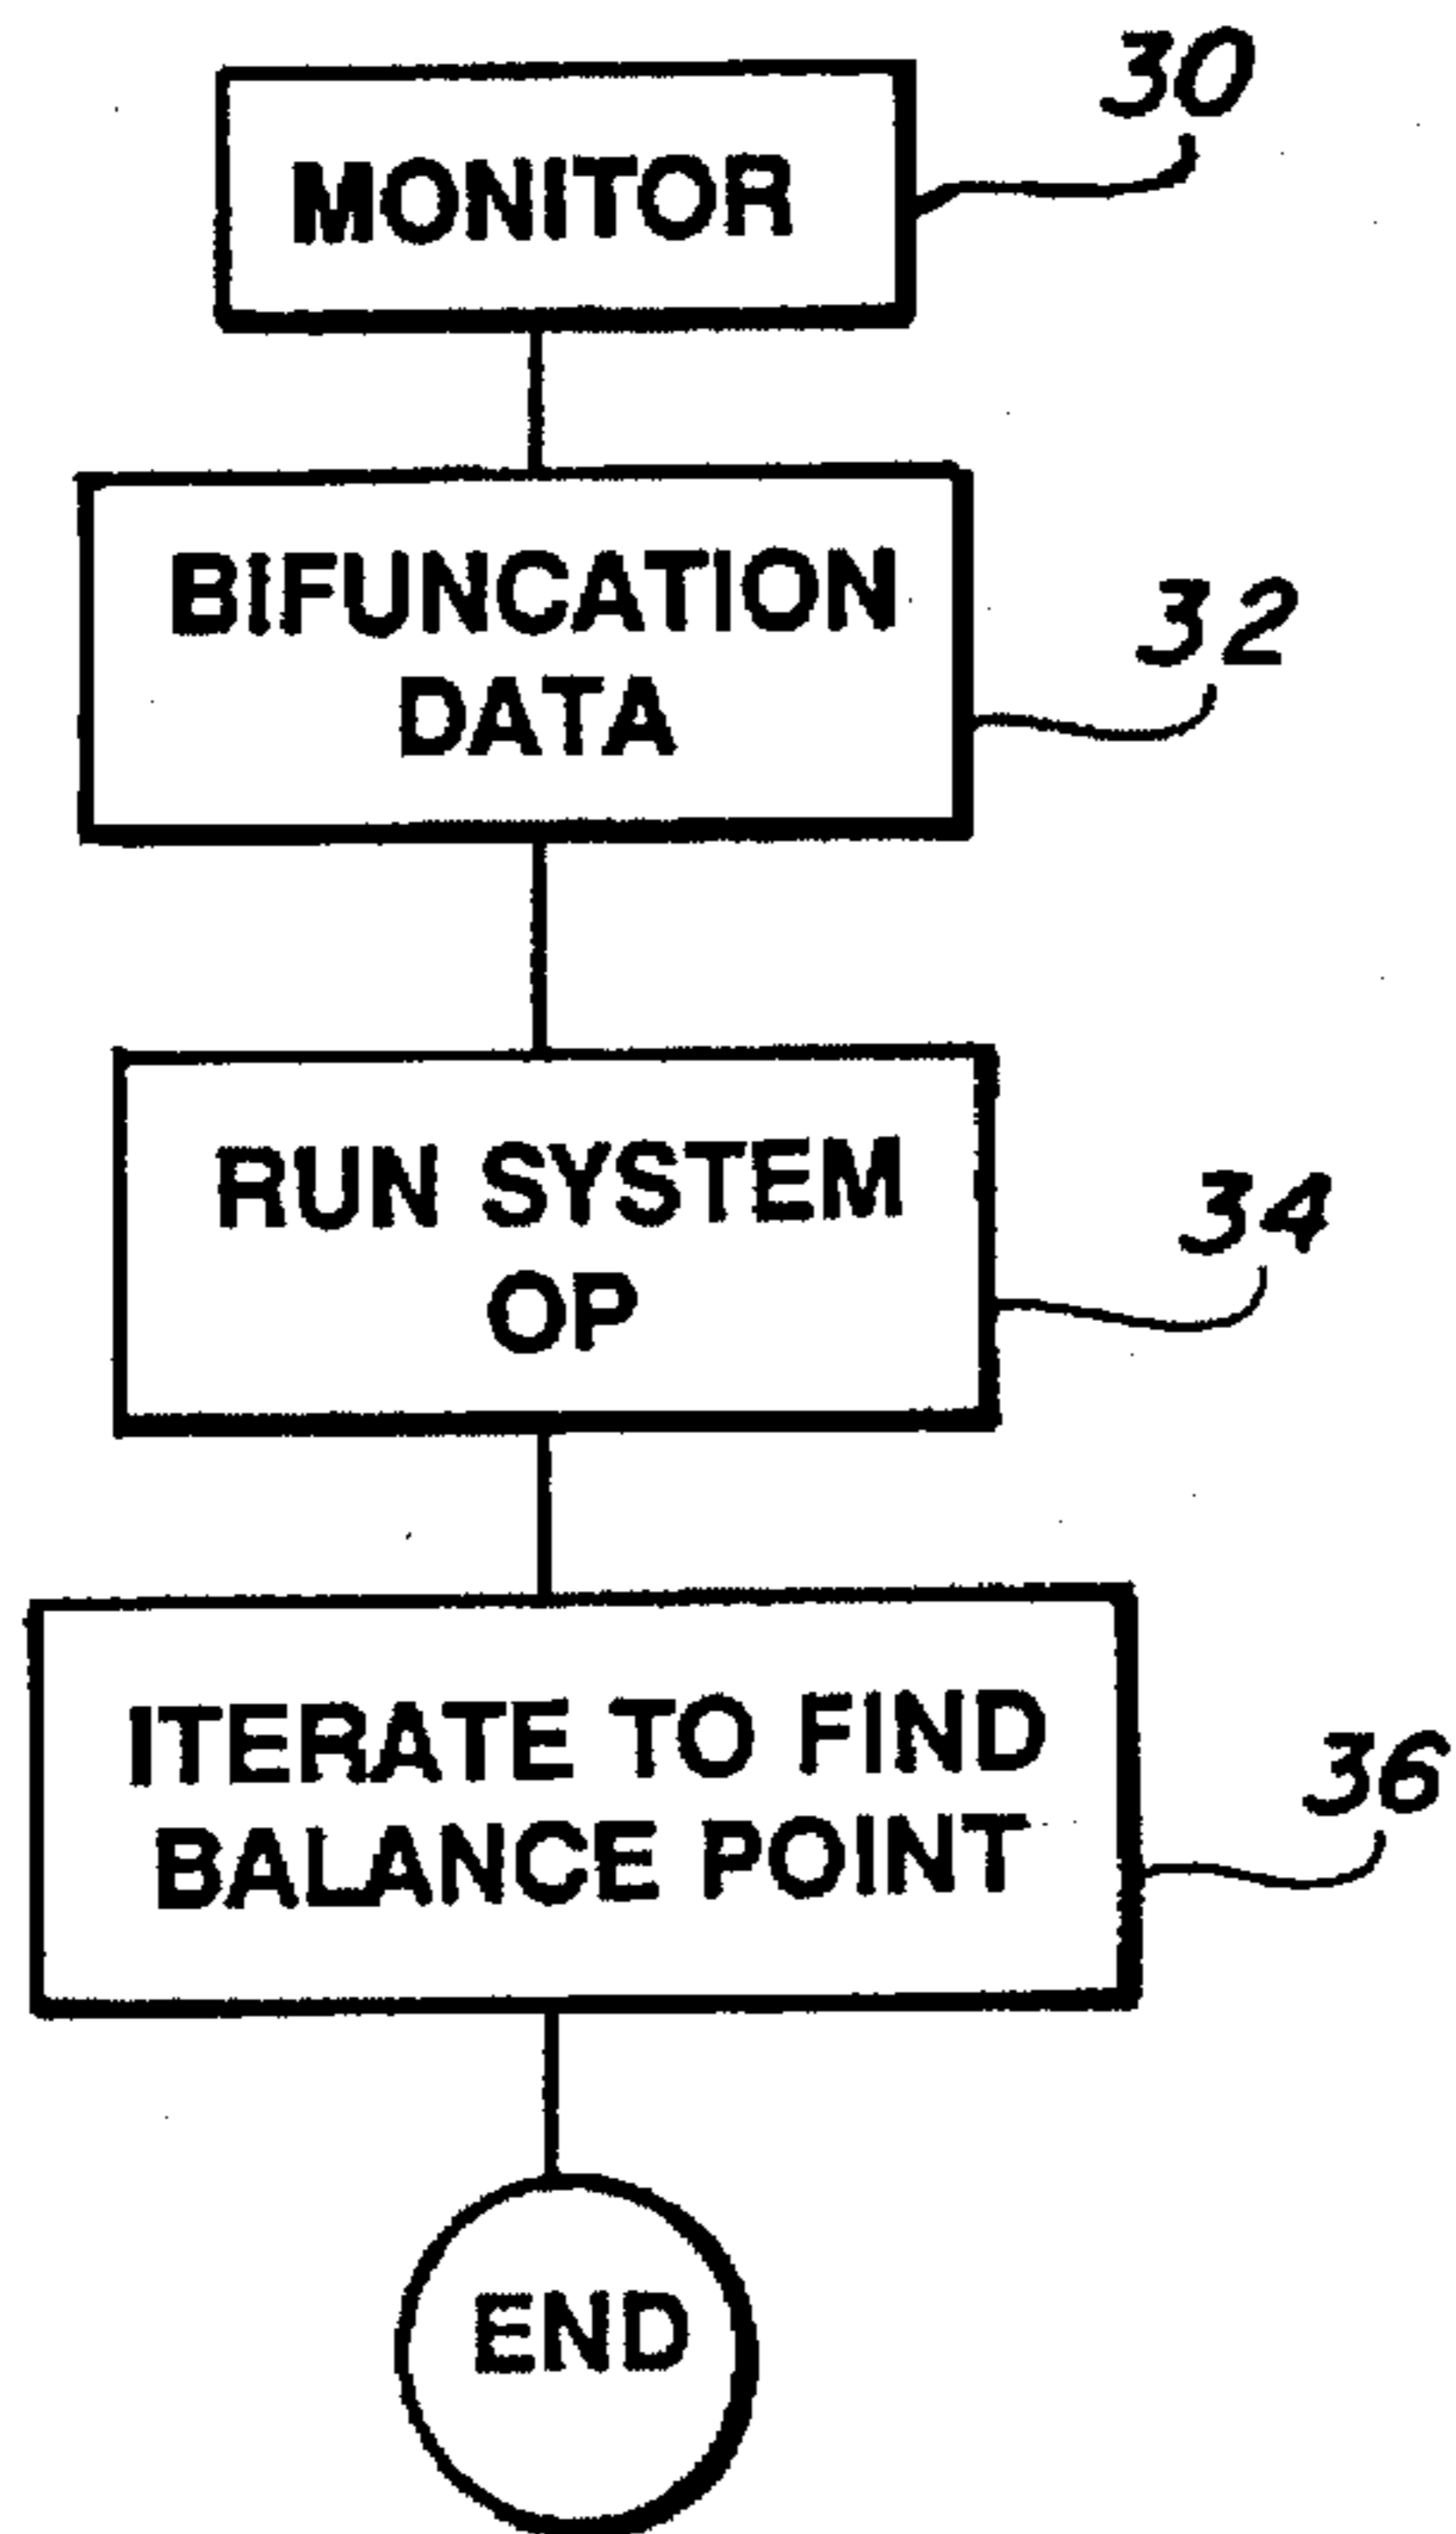 MONITOR
30
BIFUNCATION
DATA
32
RUN SYSTEM
OP
34
ITERATE TO FIND
BALANCE POINT
36
END